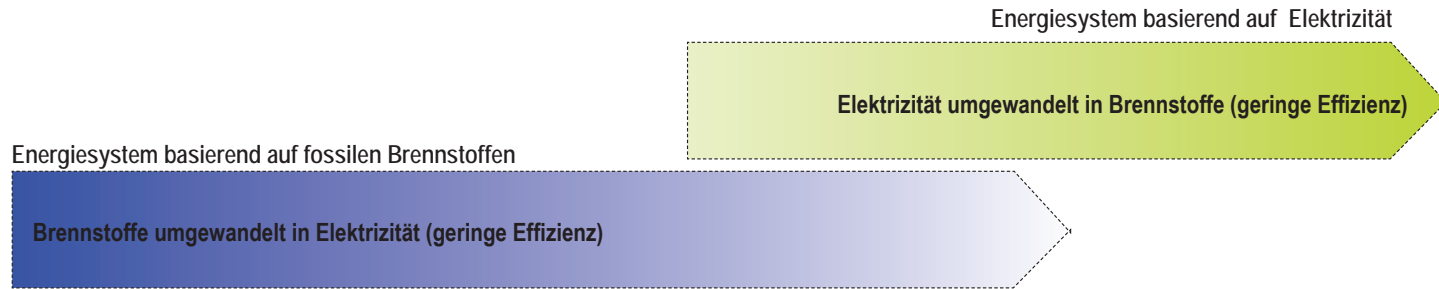 Energiesystem basierend auf Elektrizität
Elektrizität umgewandelt in Brennstoffe (geringe Effizienz)
Energiesystem basierend auf fossilen Brennstoffen
Brennstoffe umgewandelt in Elektrizität (geringe Effizienz)